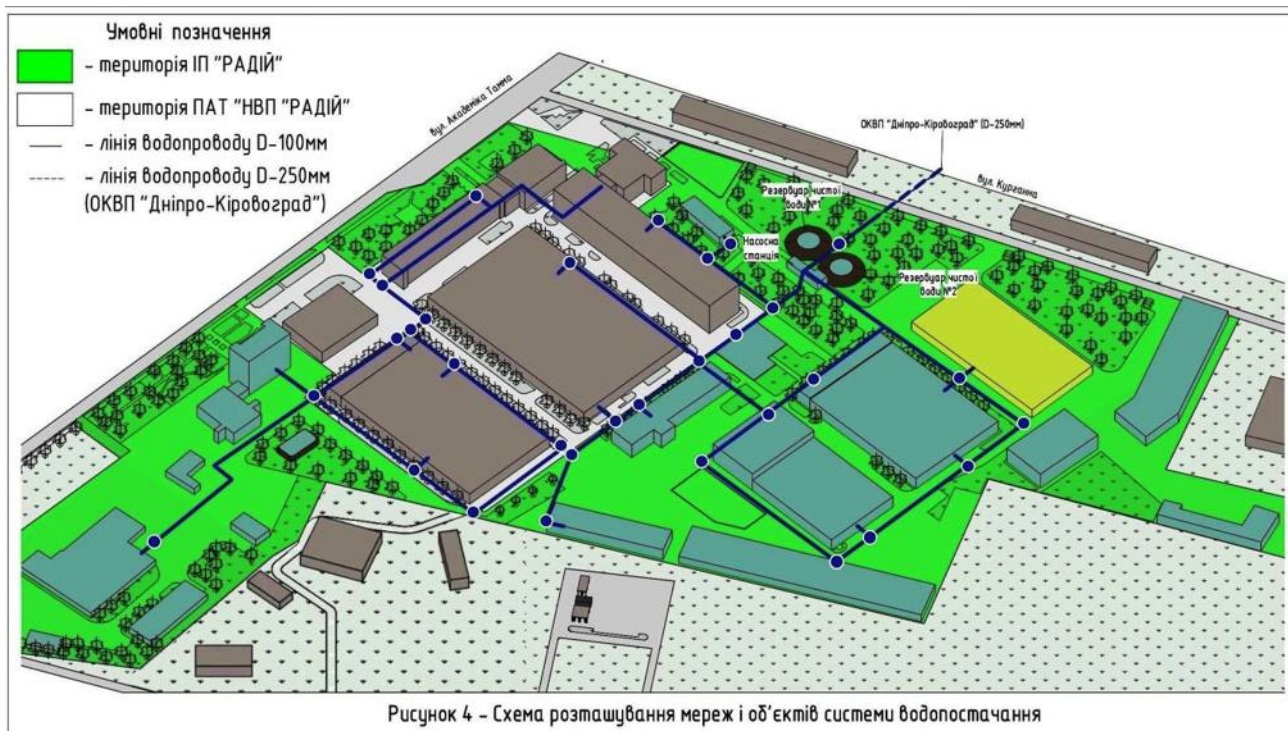 Умовні позначення
- територія ІП "РАДІЙ"
- територія ПАТ "НВП "РАДІЙ"
- лінія водопроводу D-100мм
- лінія водопроводу D-250мм
(ОКВП "Дніпро-Кіровоград")
вул. Академіка Тамма
ОКВП "Дніпро-Кіровоград" (D-250мм)
вул. Курганна
Резервуар чистої
води №1
Насосна
станція
Резервуар чистої
води №2
Рисунок 4 - Схема розташування мереж і об'єктів системи водопостачання